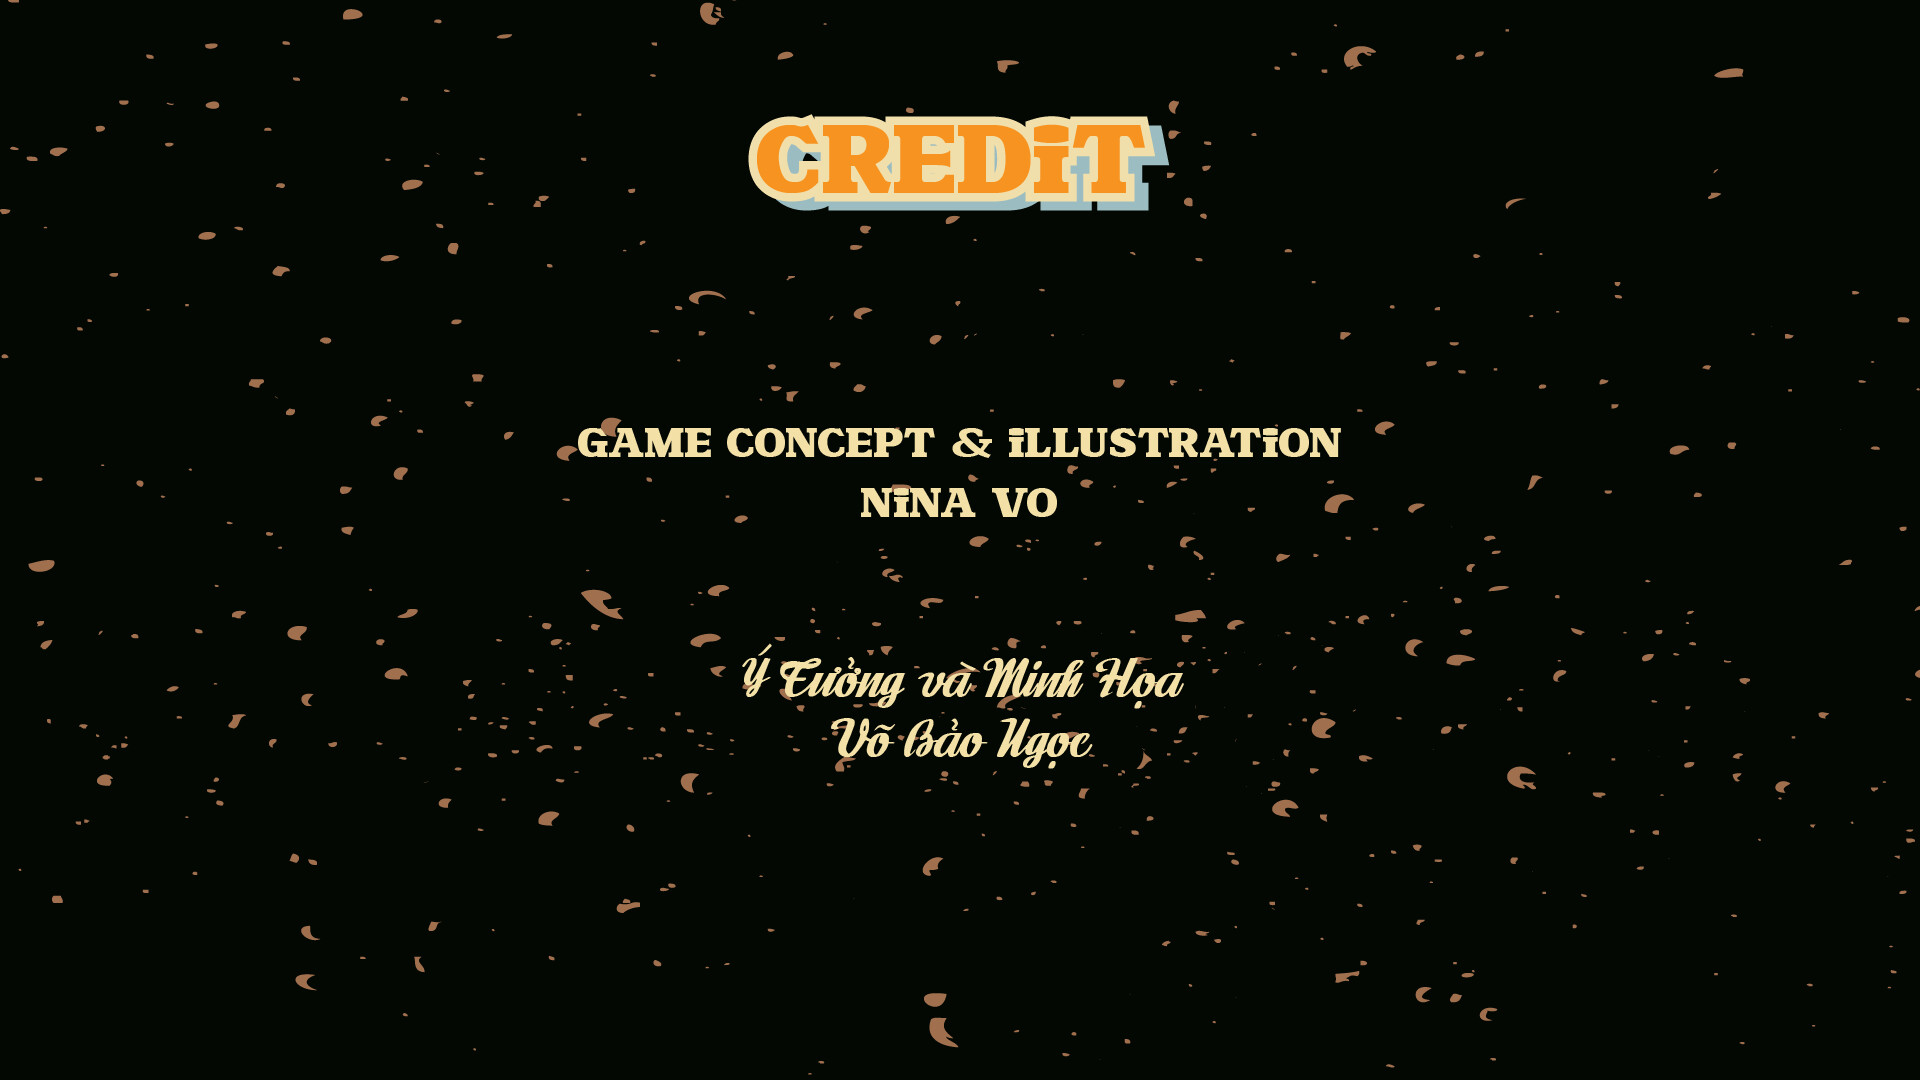 CREDiT
GAME CONCEPT & iLLUSTRATiON
NiNA VO
Ý Tưởng và Minh Họa
Võ Bảo Ngọc